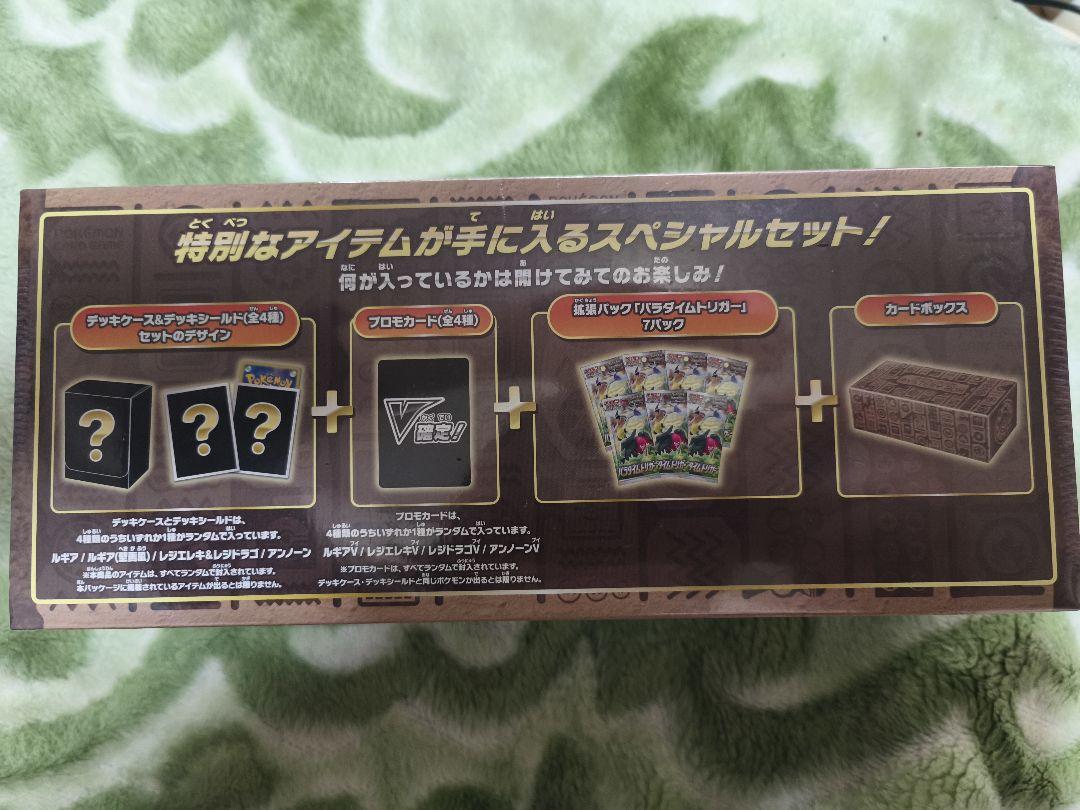 特別なアイテムが手に入るスペシャルセット！
何が入っているかは開けてみてのお楽しみ！
デッキケース&デッキシールド(全4種)
セットのデザイン
プロモカード(全4種)
拡張パック「パラダイムトリガー」
7パック
カードボックス
?
? ?
POKÉMON
V
確定!!
パラダイムトリガー
デッキケースとデッキシールドは、
4種類のうちいずれか1種がランダムで入っています。
ルギア / ルギア(壁画風) / レジエレキ&レジドラゴ / アンノーン
※本商品のアイテムは、すべてランダムで封入されています。
本パッケージに掲載されているアイテムが出るとは限りません。
プロモカードは、
4種類のうちいずれか1種がランダムで入っています。
ルギアV / レジエレキV / レジドラゴV / アンノーンV
※プロモカードは、すべてランダムで封入されています。
デッキケース・デッキシールドと同じポケモンが出るとは限りません。